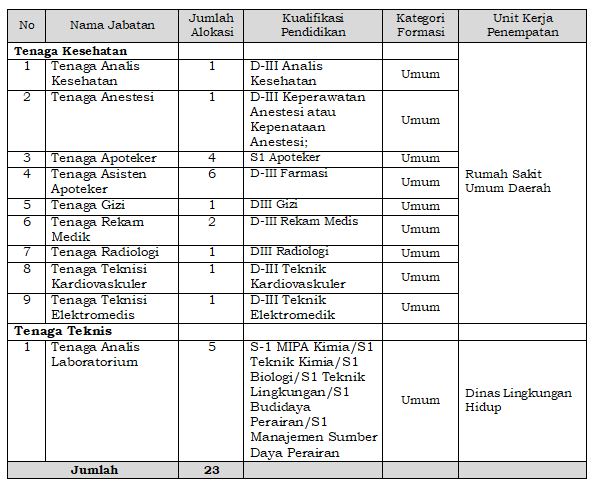 No Nama Jabatan Jumlah Alokasi Kualifikasi Pendidikan Kategori Formasi Unit Kerja Penempatan
Tenaga Kesehatan
1 Tenaga Analis Kesehatan 1 D-III Analis Kesehatan Umum
2 Tenaga Anestesi 1 D-III Keperawatan Anestesi atau Kepenataan Anestesi; Umum
3 Tenaga Apoteker 4 S1 Apoteker Umum
4 Tenaga Asisten Apoteker 6 D-III Farmasi Umum
Rumah Sakit Umum Daerah
5 Tenaga Gizi 1 DIII Gizi Umum
6 Tenaga Rekam Medik 2 D-III Rekam Medis Umum
7 Tenaga Radiologi 1 DIII Radiologi Umum
8 Tenaga Teknisi Kardiovaskuler 1 D-III Teknik Kardiovaskuler Umum
9 Tenaga Teknisi Elektromedis 1 D-III Teknik Elektromedik Umum
Tenaga Teknis
1 Tenaga Analis Laboratorium 5 S-1 MIPA Kimia/S1 Teknik Kimia/S1 Biologi/S1 Teknik Lingkungan/S1 Budidaya Perairan/S1 Manajemen Sumber Daya Perairan Umum Dinas Lingkungan Hidup
Jumlah 23